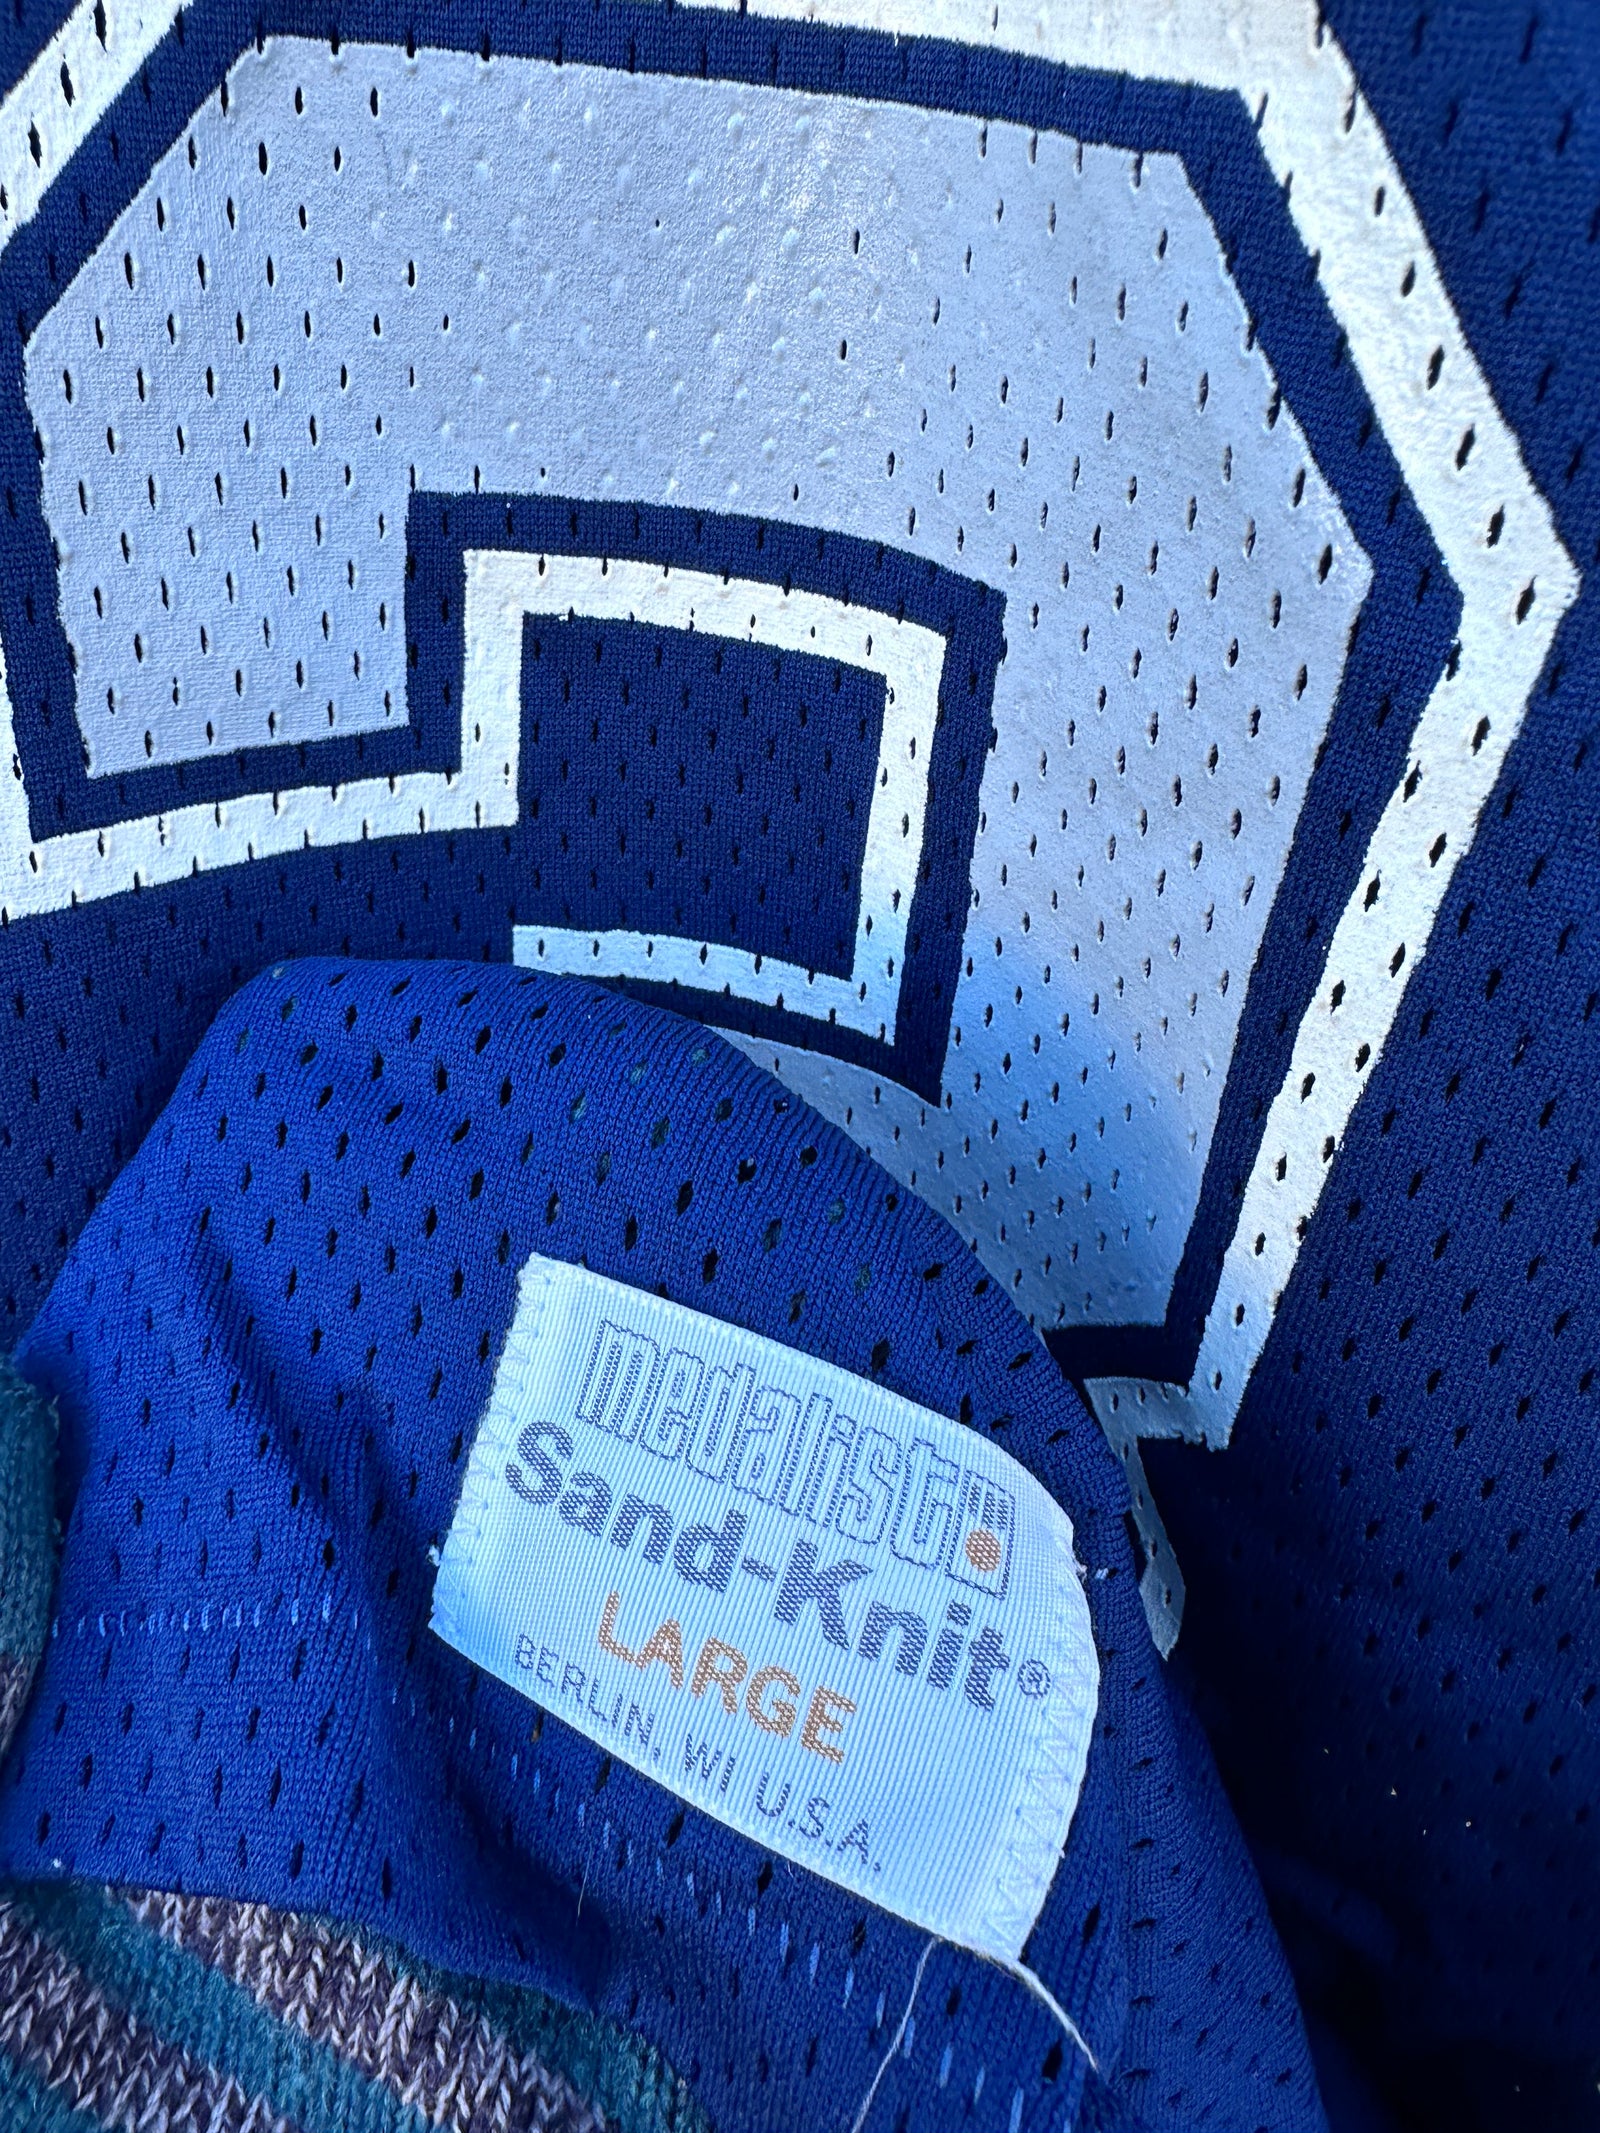 medalist
Sand-Knit®
LARGE
BERLIN, WI U.S.A.